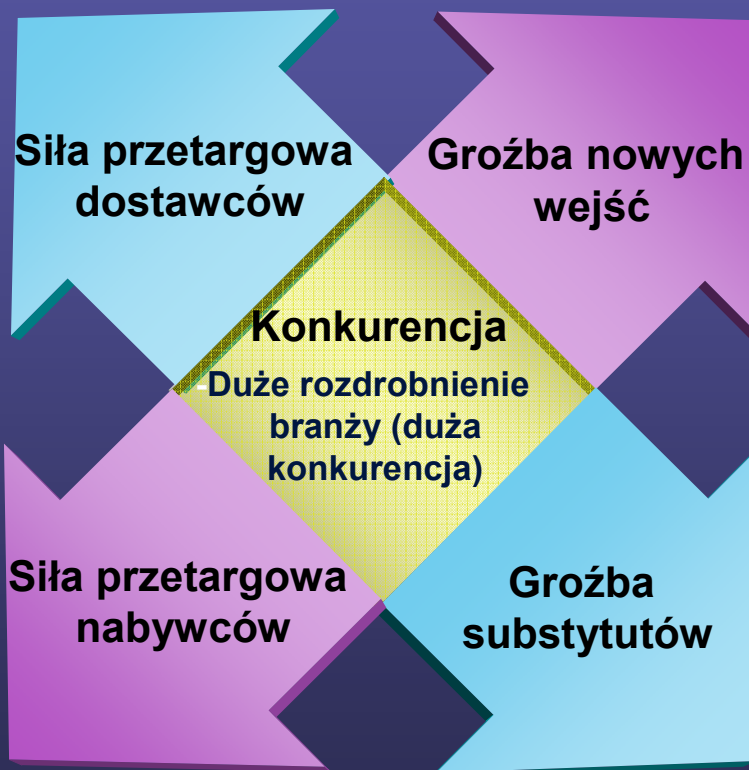 Siła przetargowa
dostawców
Groźba nowych
wejść
Konkurencja
-Duże rozdrobnienie
branży (duża
konkurencja)
Siła przetargowa
nabywców
Groźba
substytutów